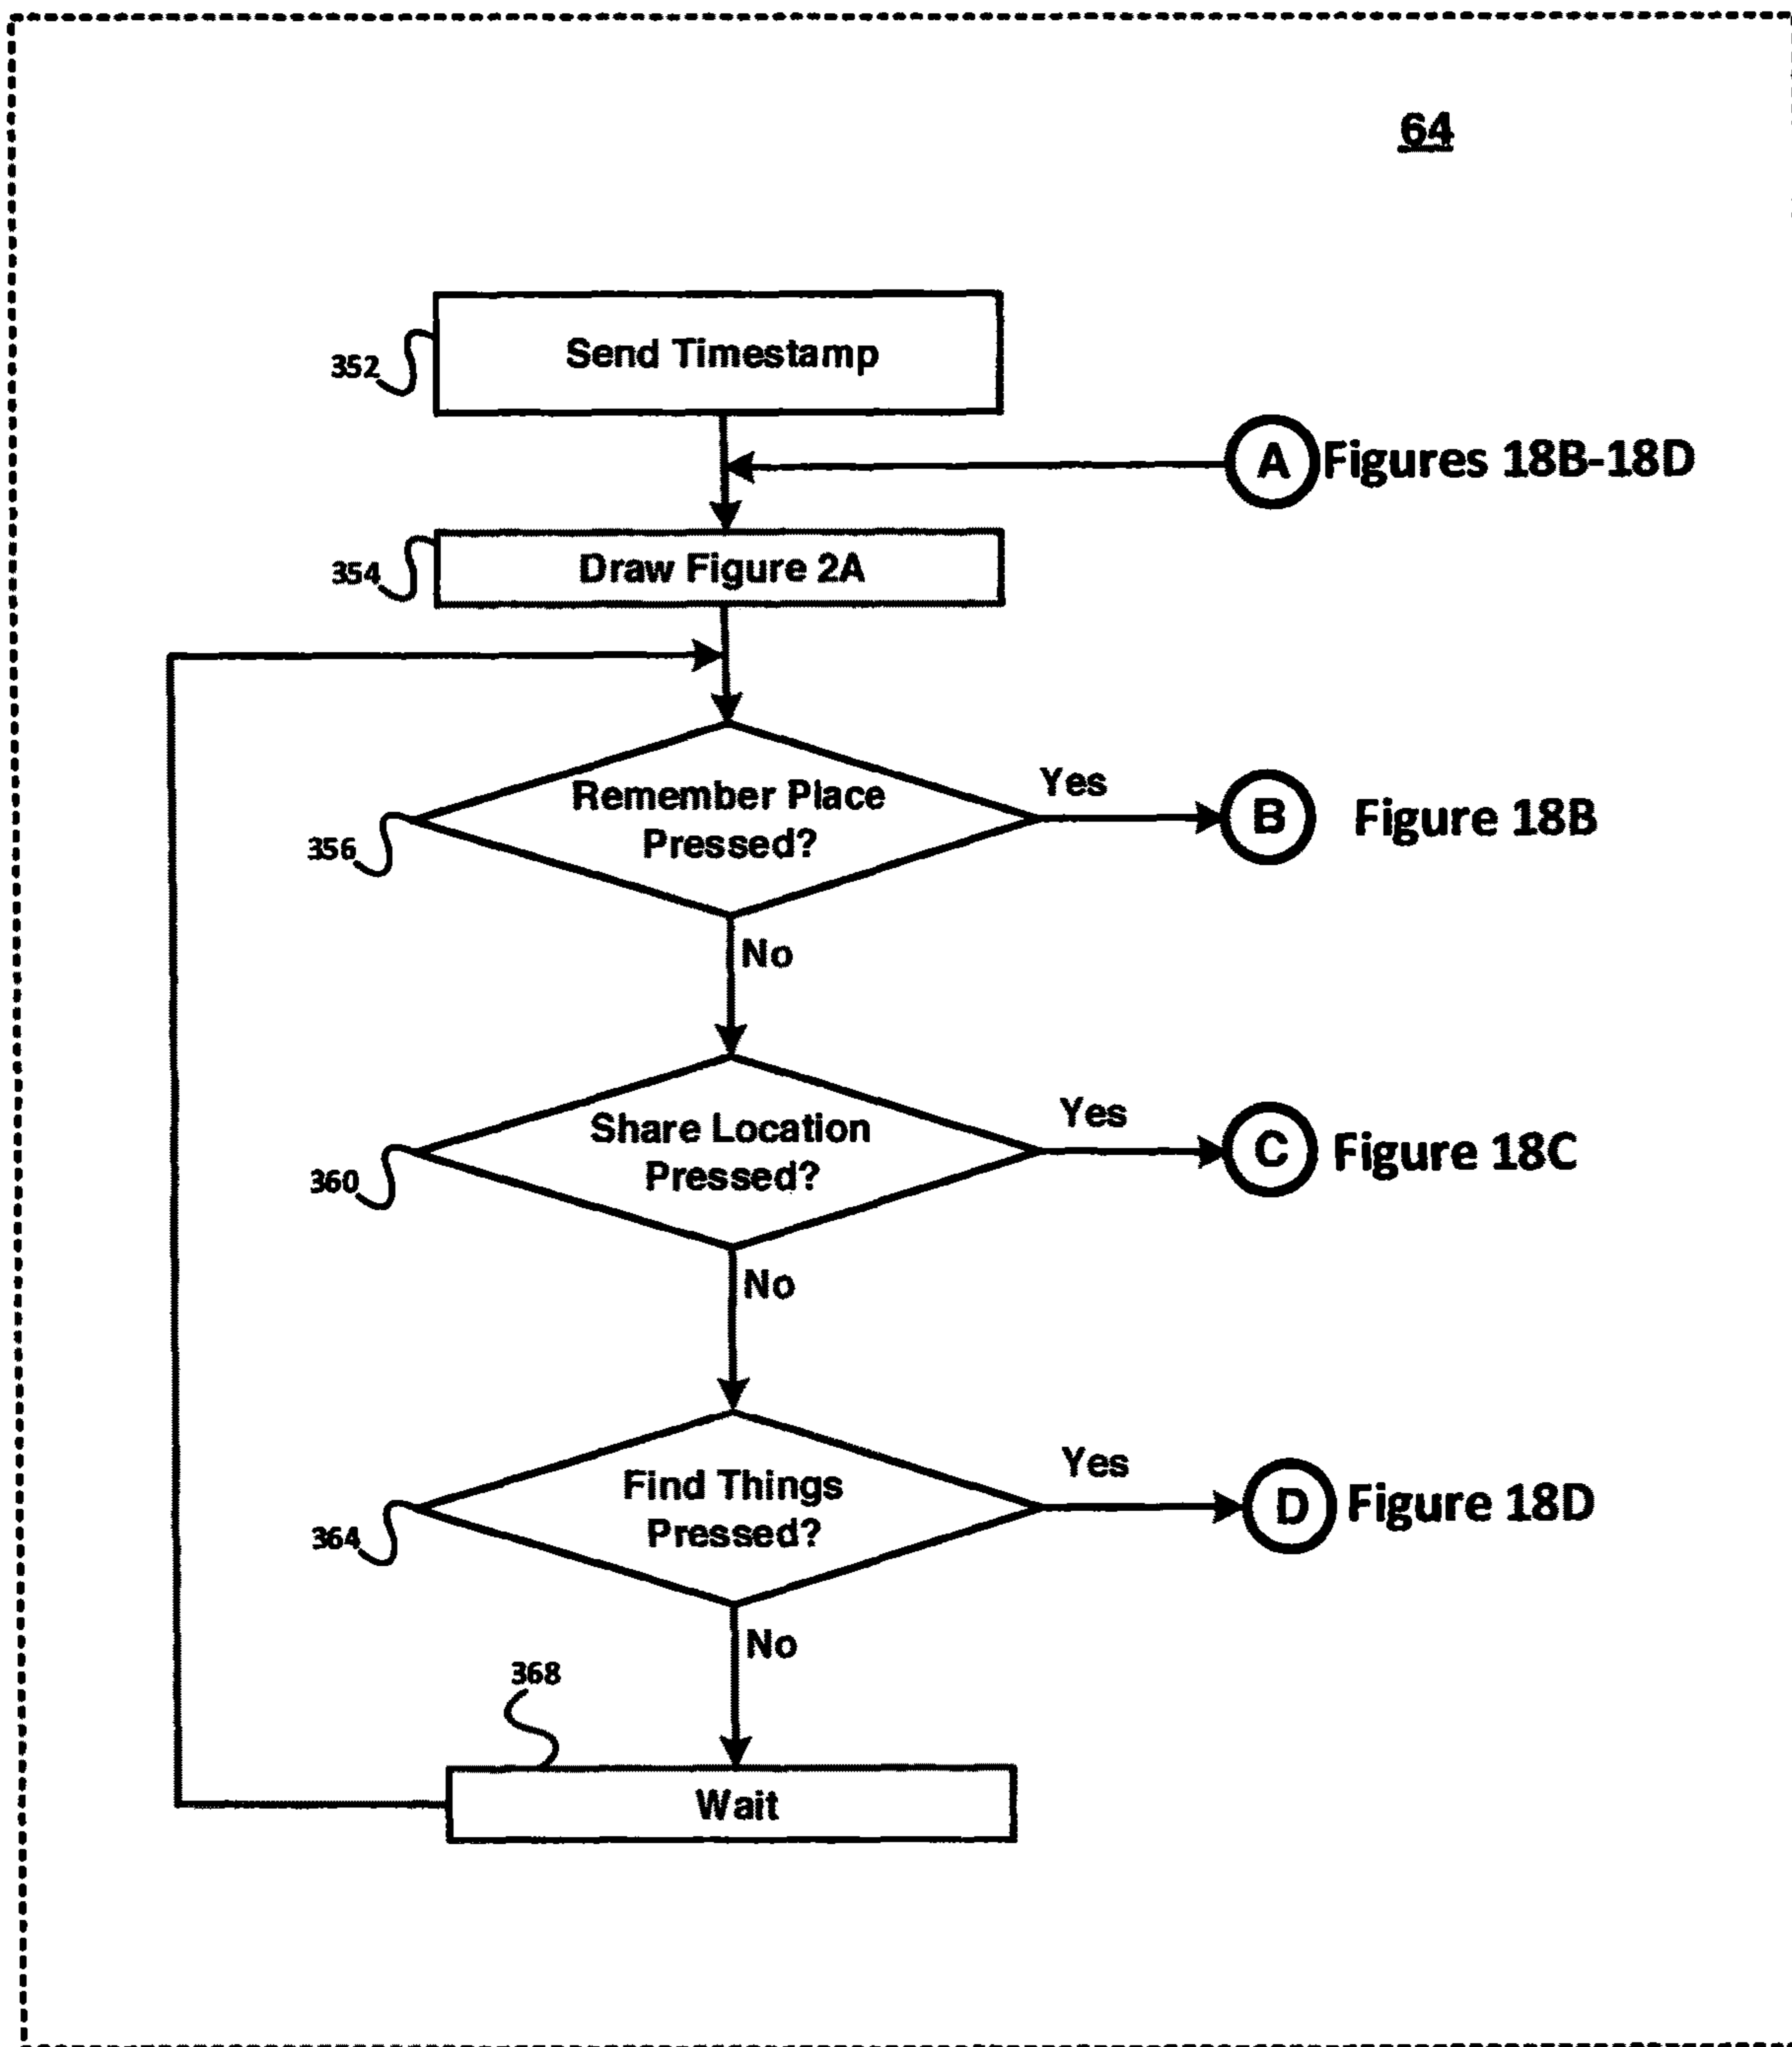 64
Send Timestamp
352
A Figures 18B-18D
Draw Figure 2A
354
Remember Place
Pressed?
Yes
B Figure 18B
356
No
Share Location
Pressed?
Yes
C Figure 18C
360
No
Find Things
Pressed?
Yes
D Figure 18D
364
No
368
Wait